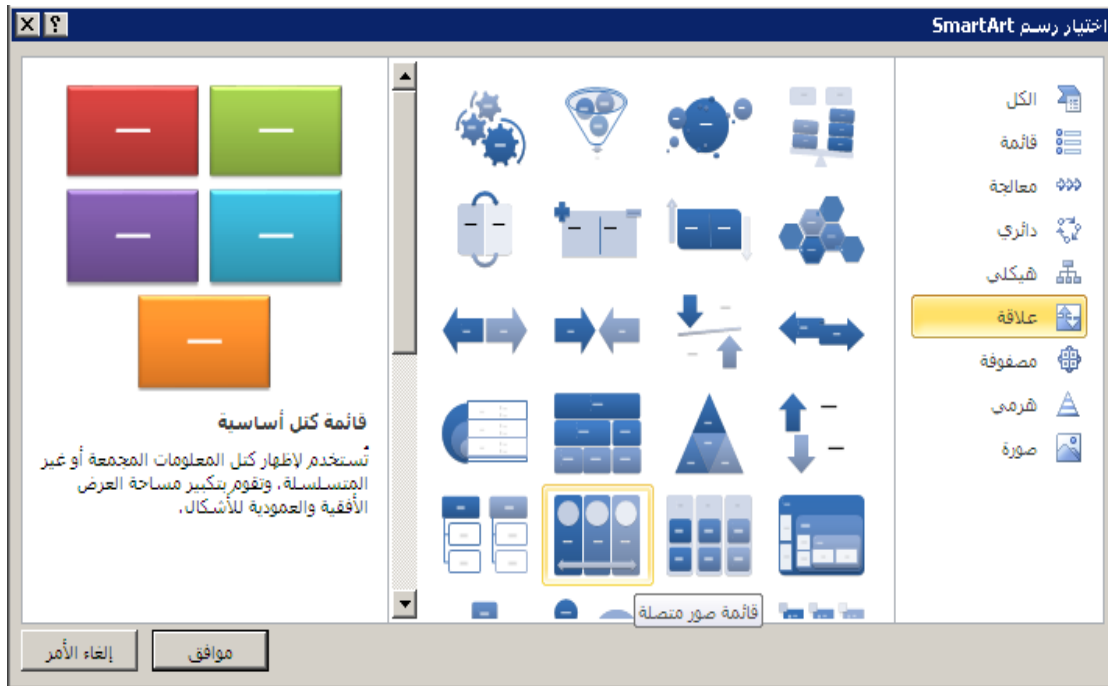 اختيار رسم SmartArt
الكل
قائمة
معالجة
دائري
هيكلي
علاقة
مصفوفة
هرمي
صورة
قائمة صور متصلة
قائمة كتل أساسية
تُستخدم لإظهار كتل المعلومات المجمعة أو غير
المتسلسلة، وتقوم بتكبير مساحة العرض
الأفقية والعمودية للأشكال.
موافق
إلغاء الأمر